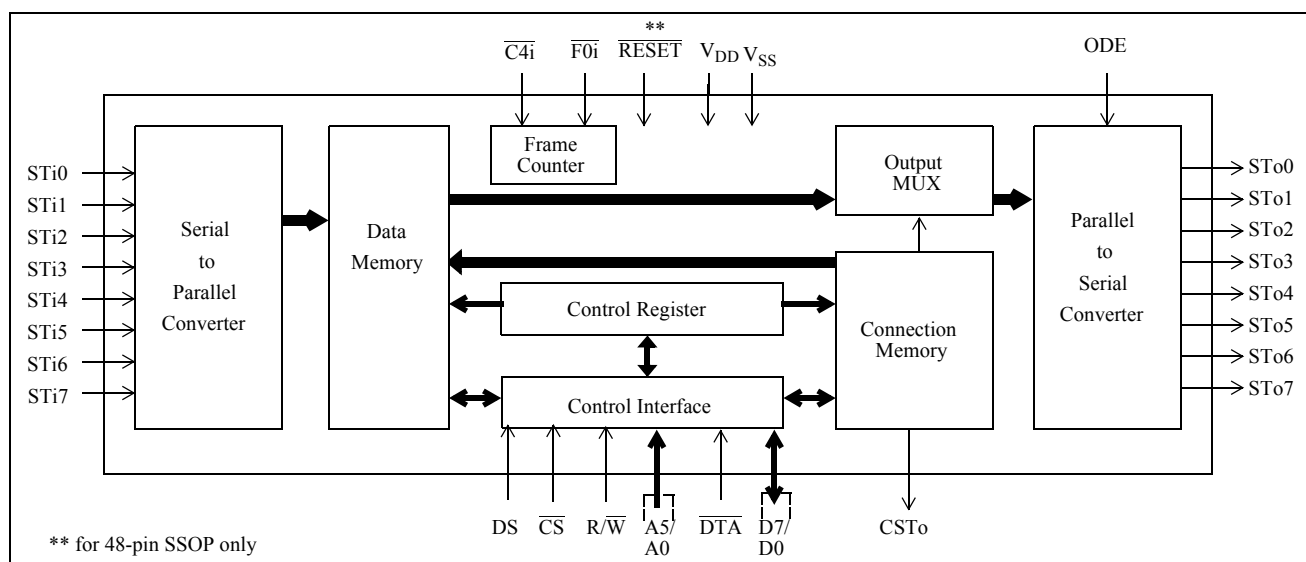 **
C4i F0i RESET VDD VSS ODE
Frame
Counter
Output
MUX
STi0
STi1
STi2
STi3
STi4
STi5
STi6
STi7
Serial
to
Parallel
Converter
Data
Memory
Control Register
Connection
Memory
Control Interface
Parallel
to
Serial
Converter
STo0
STo1
STo2
STo3
STo4
STo5
STo6
STo7
DS CS R/W A5/ DTA D7/ CSTo
A0 D0
** for 48-pin SSOP only